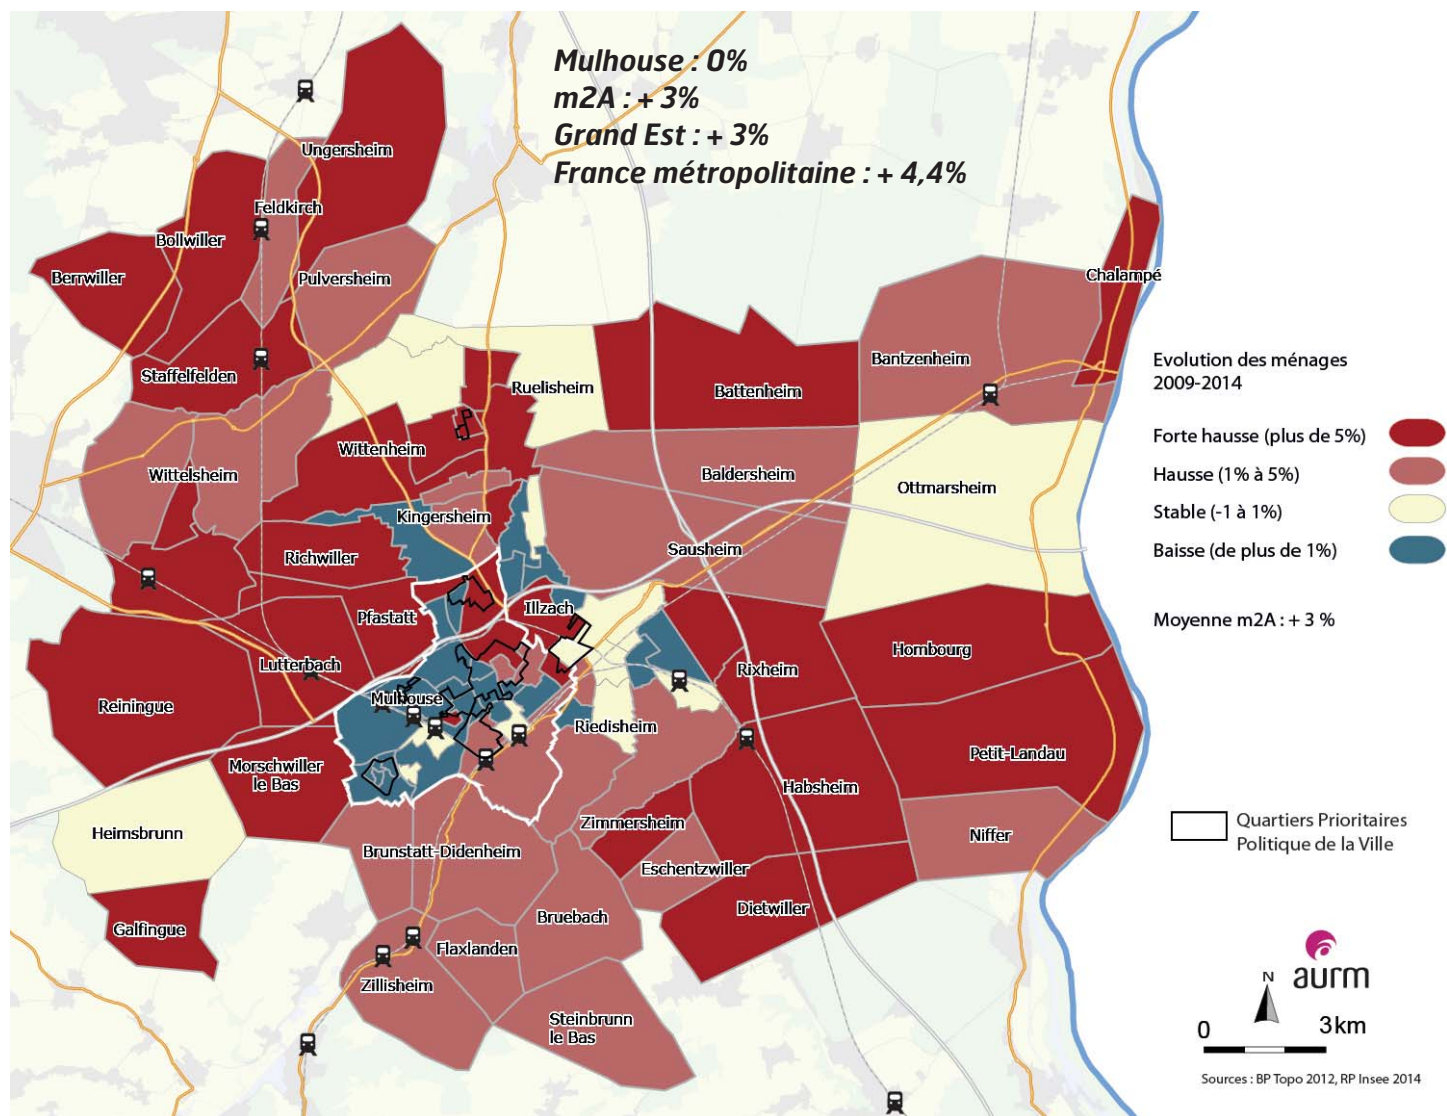 Mulhouse : 0%
m2A : + 3%
Grand Est : + 3%
France métropolitaine : + 4,4%
Ungersheim
Feldkirch
Bollwiller
Berrwiller
Pulversheim
Chalampé
Staffelfelden
Ruelisheim
Battenheim
Bantzenheim
Wittenheim
Wittelsheim
Baldersheim
Ottmarsheim
Kingersheim
Sausheim
Richwiller
Illzach
Pfastatt
Hombourg
Lutterbach
Rixheim
Reiningue
Mulhouse
Riedisheim
Petit-Landau
Morschwiller
le Bas
Habsheim
Heimsbrunn
Zimmersheim
Niffer
Brunstatt-Didenheim
Eschentzwiller
Dietwiller
Bruebach
Galfingue
Flaxlanden
Zillisheim
Steinbrunn
le Bas
Evolution des ménages
2009-2014
Forte hausse (plus de 5%)
Hausse (1% à 5%)
Stable (-1 à 1%)
Baisse (de plus de 1%)
Moyenne m2A : + 3 %
Quartiers Prioritaires
Politique de la Ville
aurm
N
0 3km
Sources : BP Topo 2012, RP Insee 2014